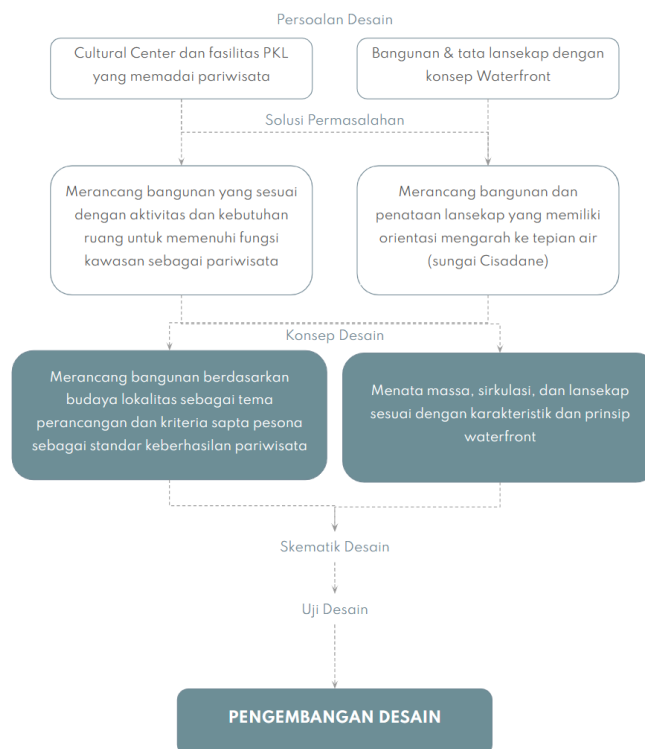 Persoalan Desain
Cultural Center dan fasilitas PKL
yang memadai pariwisata
Bangunan & tata lansekap dengan
konsep Waterfront
Solusi Permasalahan
Merancang bangunan yang sesuai
dengan aktivitas dan kebutuhan
ruang untuk memenuhi fungsi
kawasan sebagai pariwisata
Merancang bangunan dan
penataan lansekap yang memiliki
orientasi mengarah ke tepian air
(sungai Cisadane)
Konsep Desain
Merancang bangunan berdasarkan
budaya lokalitas sebagai tema
perancangan dan kriteria sapta pesona
sebagai standar keberhasilan pariwisata
Menata massa, sirkulasi, dan lansekap
sesuai dengan karakteristik dan prinsip
waterfront
Skematik Desain
Uji Desain
PENGEMBANGAN DESAIN